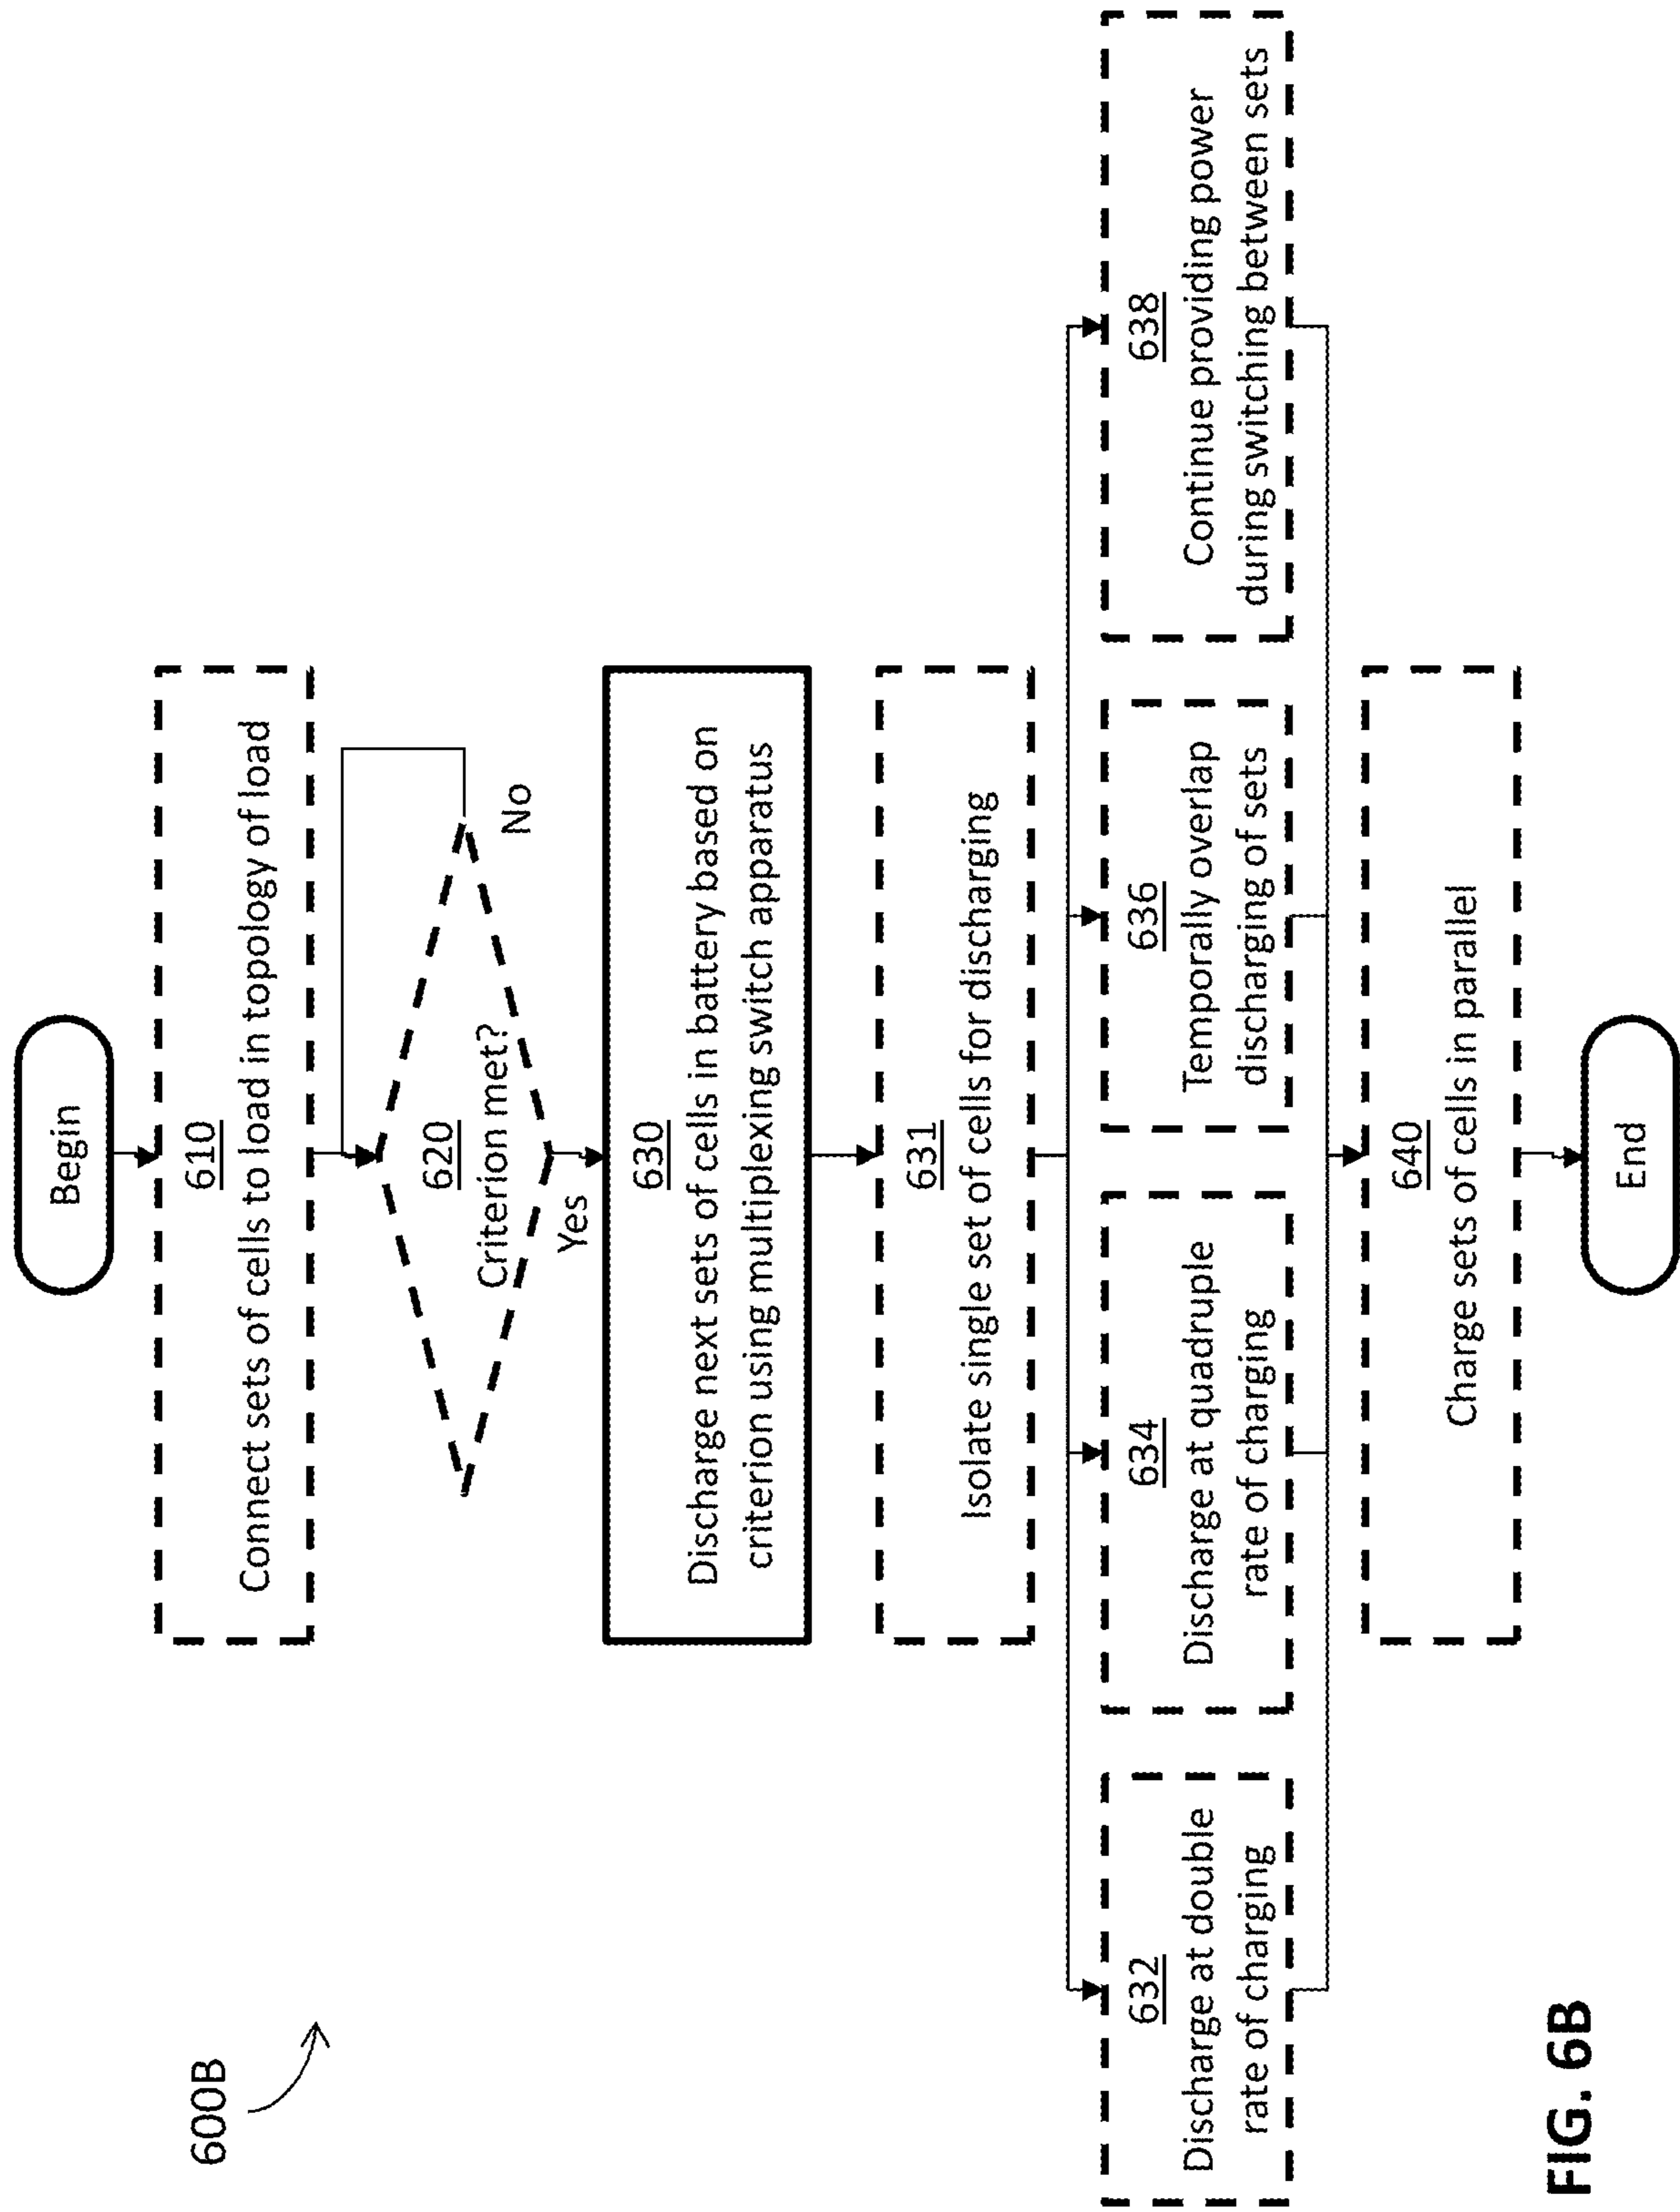 600B
Begin
610
Connect sets of cells to load in topology of load
620
Criterion met?
No
Yes
630
Discharge next sets of cells in battery based on
criterion using multiplexing switch apparatus
631
Isolate single set of cells for discharging
632
Discharge at double
rate of charging
634
Discharge at quadruple
rate of charging
636
Temporally overlap
discharging of sets
638
Continue providing power
during switching between sets
640
Charge sets of cells in parallel
End
FIG. 6B